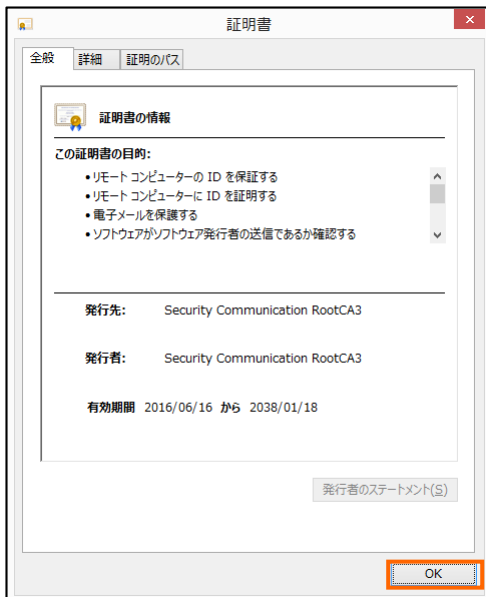 証明書
全般 詳細 証明のパス
証明書の情報
この証明書の目的:
•リモート コンピューターの ID を保証する
•リモート コンピューターに ID を証明する
•電子メールを保護する
•ソフトウェアがソフトウェア発行者の送信であるか確認する
発行先: Security Communication RootCA3
発行者: Security Communication RootCA3
有効期間 2016/06/16 から 2038/01/18
発行者のステートメント(S)
OK